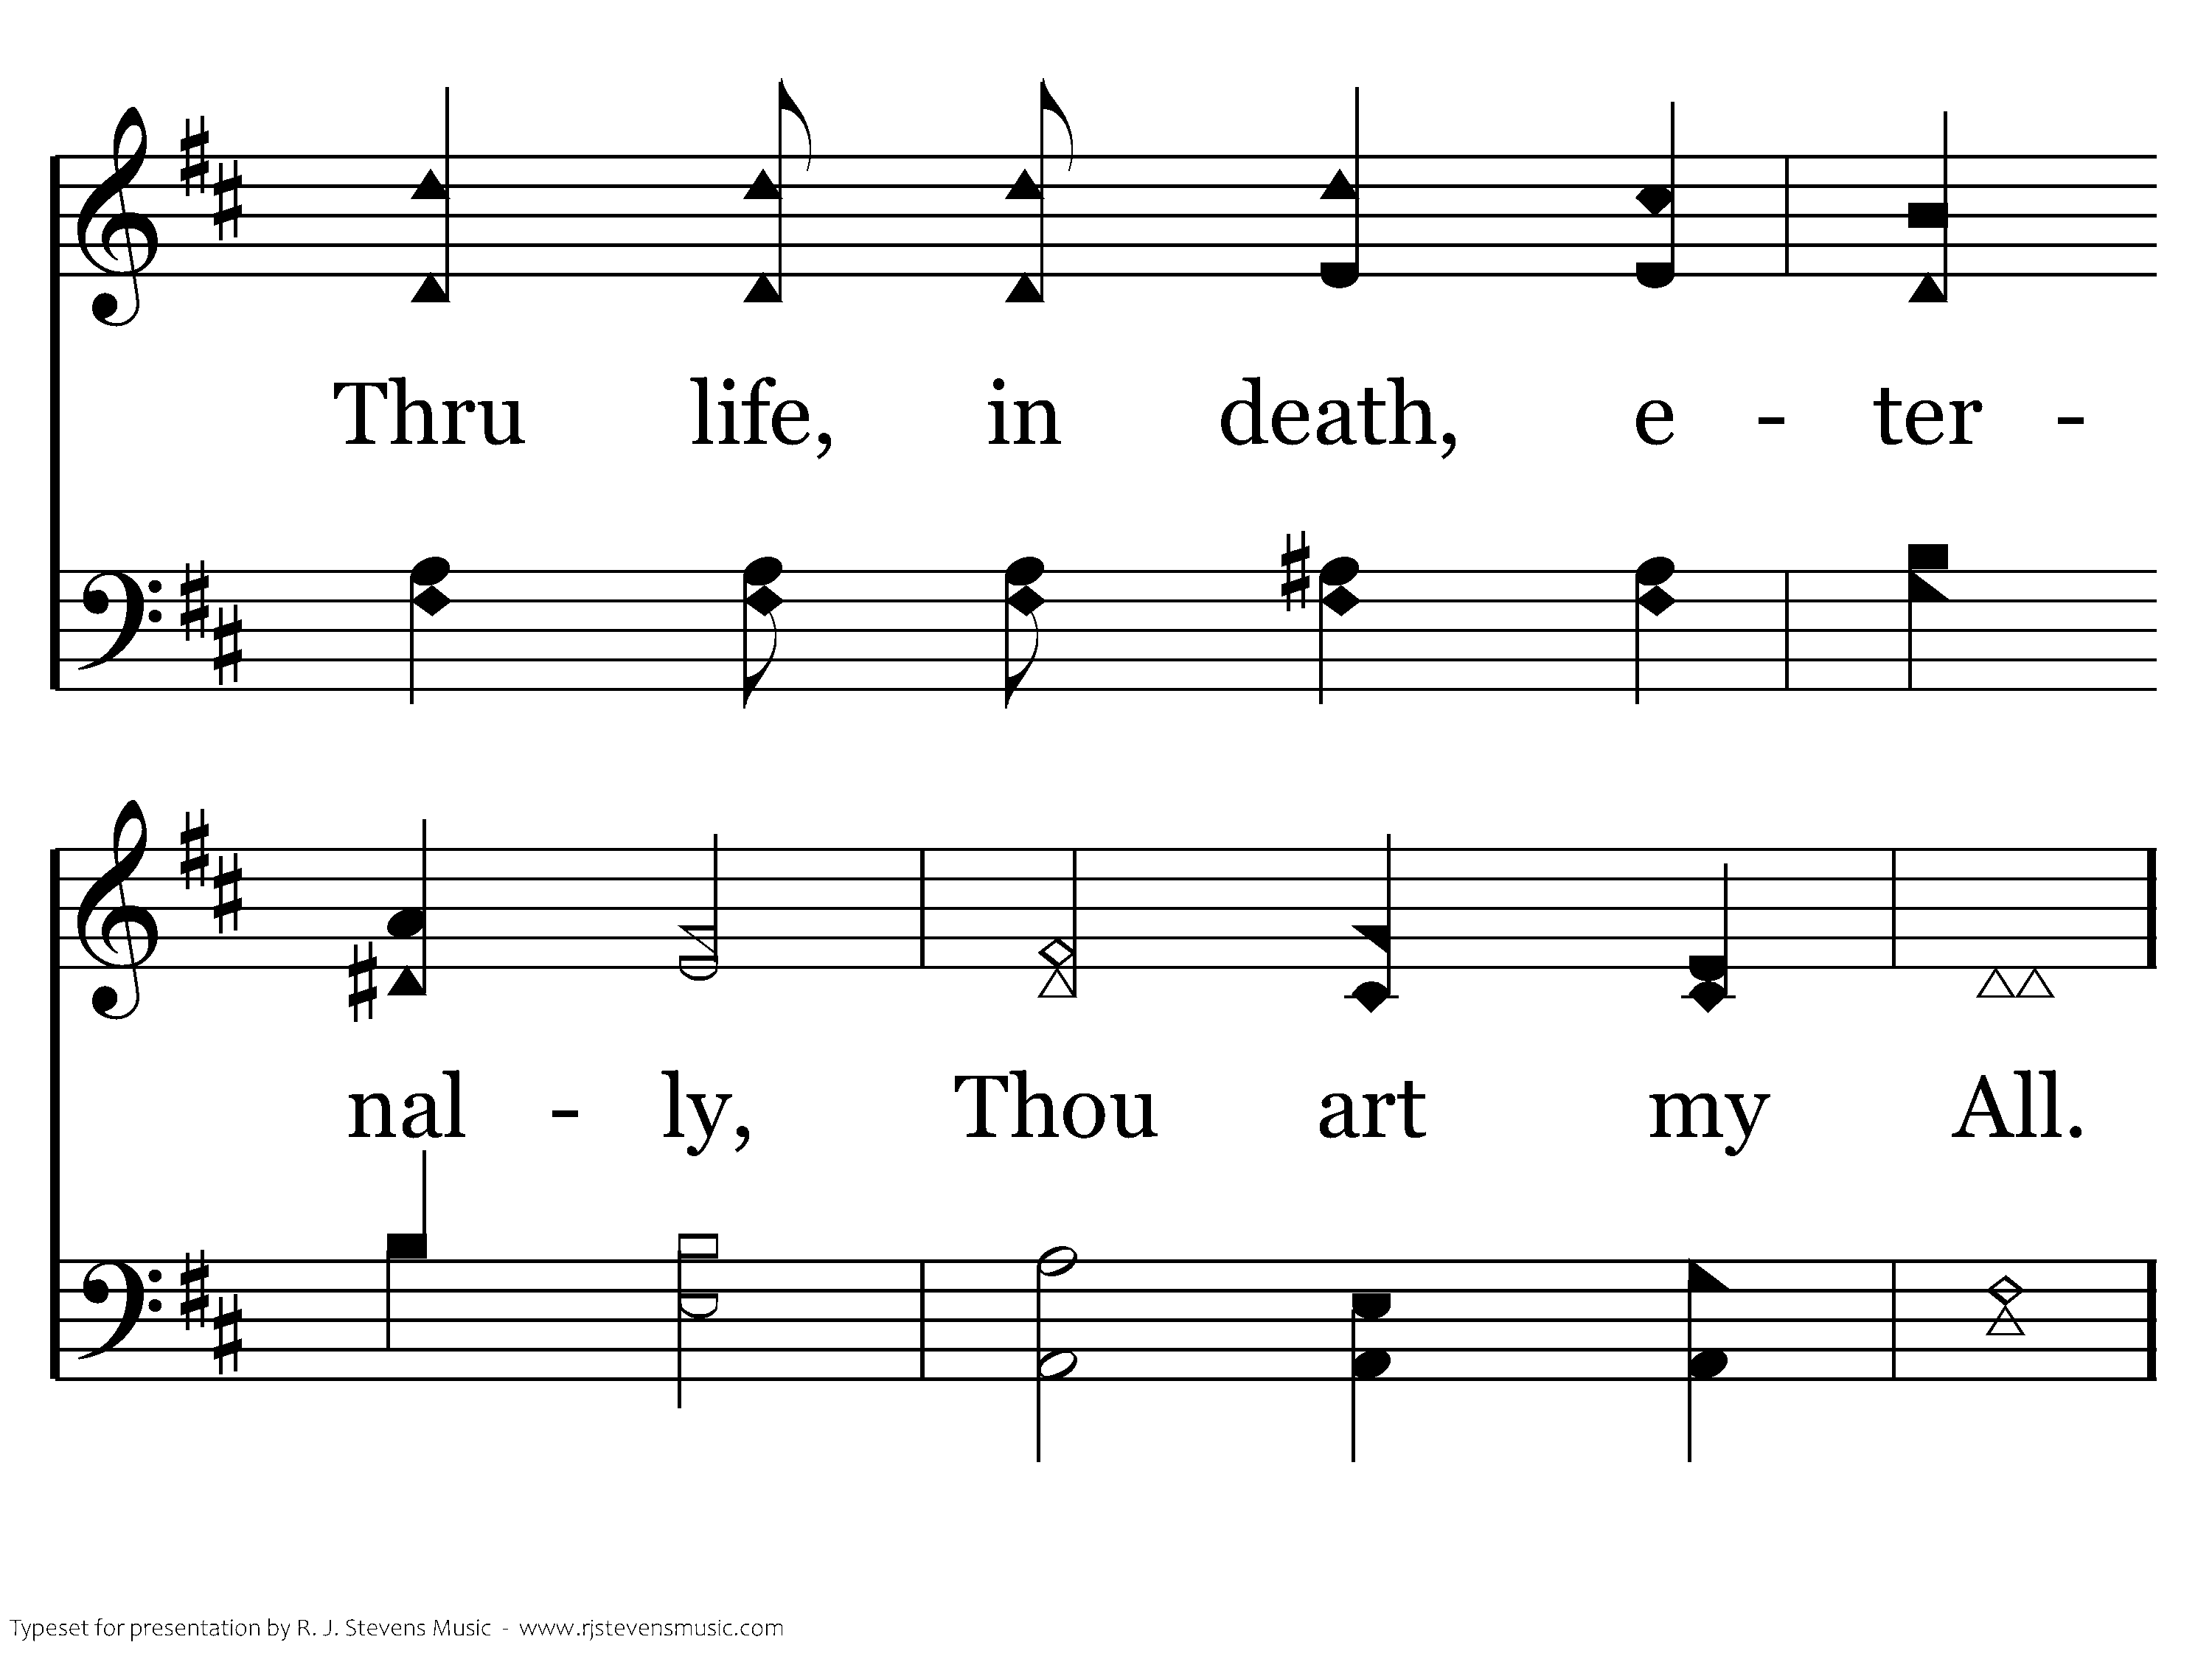 Thru life, in death, e - ter -
nal - ly, Thou art my All.
Typeset for presentation by R. J. Stevens Music - www.rjstevensmusic.com